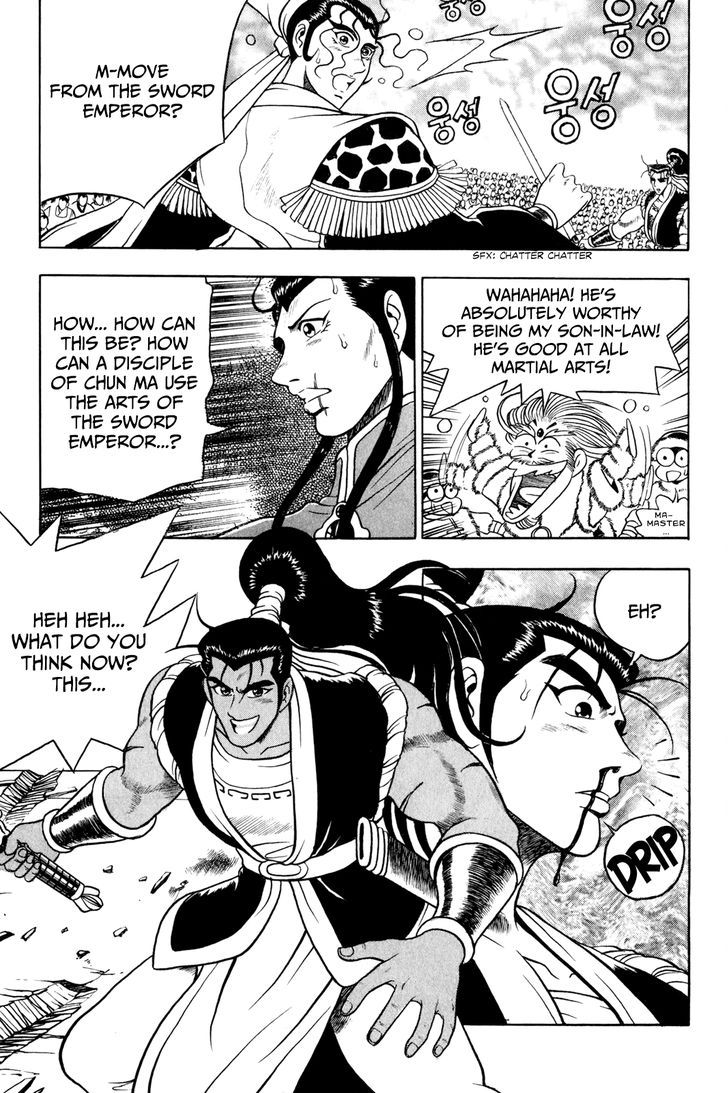 M-MOVE
FROM THE SWORD
EMPEROR?
웅성
웅성
웅성
웅성
SFX: CHATTER CHATTER
HOW... HOW CAN
THIS BE? HOW
CAN A DISCIPLE
OF CHUN MA USE
THE ARTS OF
THE SWORD
EMPEROR...?
WAHAHAHA! HE'S
ABSOLUTELY WORTHY
OF BEING MY SON-IN-LAW!
HE'S GOOD AT ALL
MARTIAL ARTS!
MA-
MASTER
...
HEH HEH...
WHAT DO YOU
THINK NOW?
THIS...
EH?
DRIP